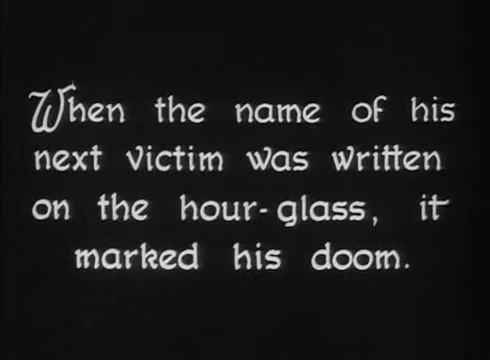 When the name of his
next victim was written
on the hour-glass, it
marked his doom.